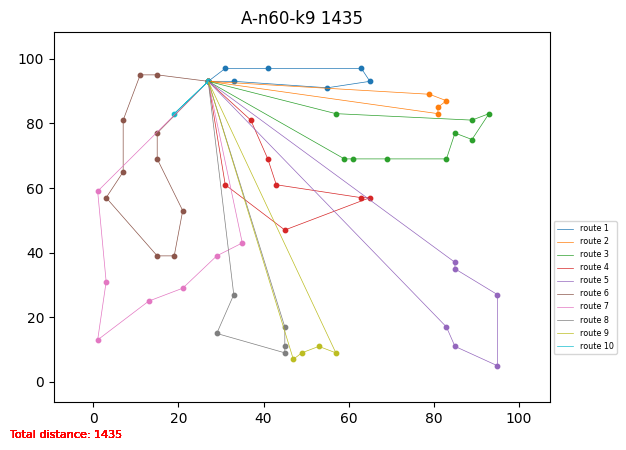 A-n60-k9 1435
100
80
60
40
20
0
0 20 40 60 80 100
route 1
route 2
route 3
route 4
route 5
route 6
route 7
route 8
route 9
route 10
Total distance: 1435